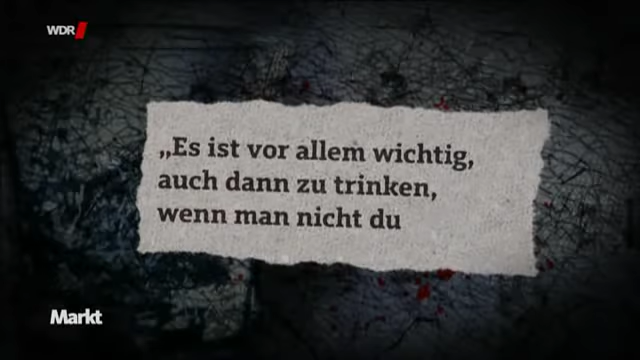 WDR
„Es ist vor allem wichtig,
auch dann zu trinken,
wenn man nicht du
Markt